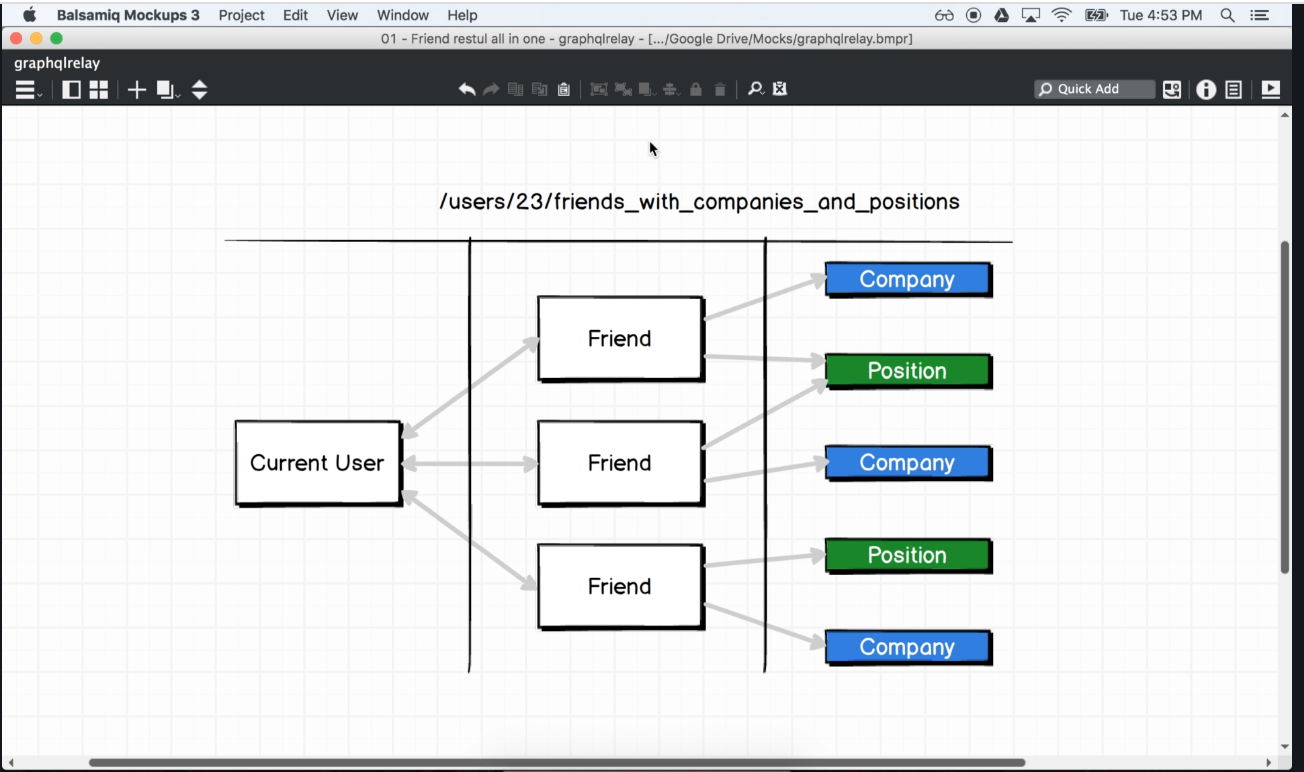 Balsamiq Mockups 3 Project Edit View Window Help Tue 4:53 PM
01 - Friend restul all in one - graphqlrelay - [.../Google Drive/Mocks/graphqlrelay.bmpr]
graphqlrelay
Quick Add
/users/23/friends_with_companies_and_positions
Company
Friend
Position
Current User
Friend
Company
Position
Friend
Company